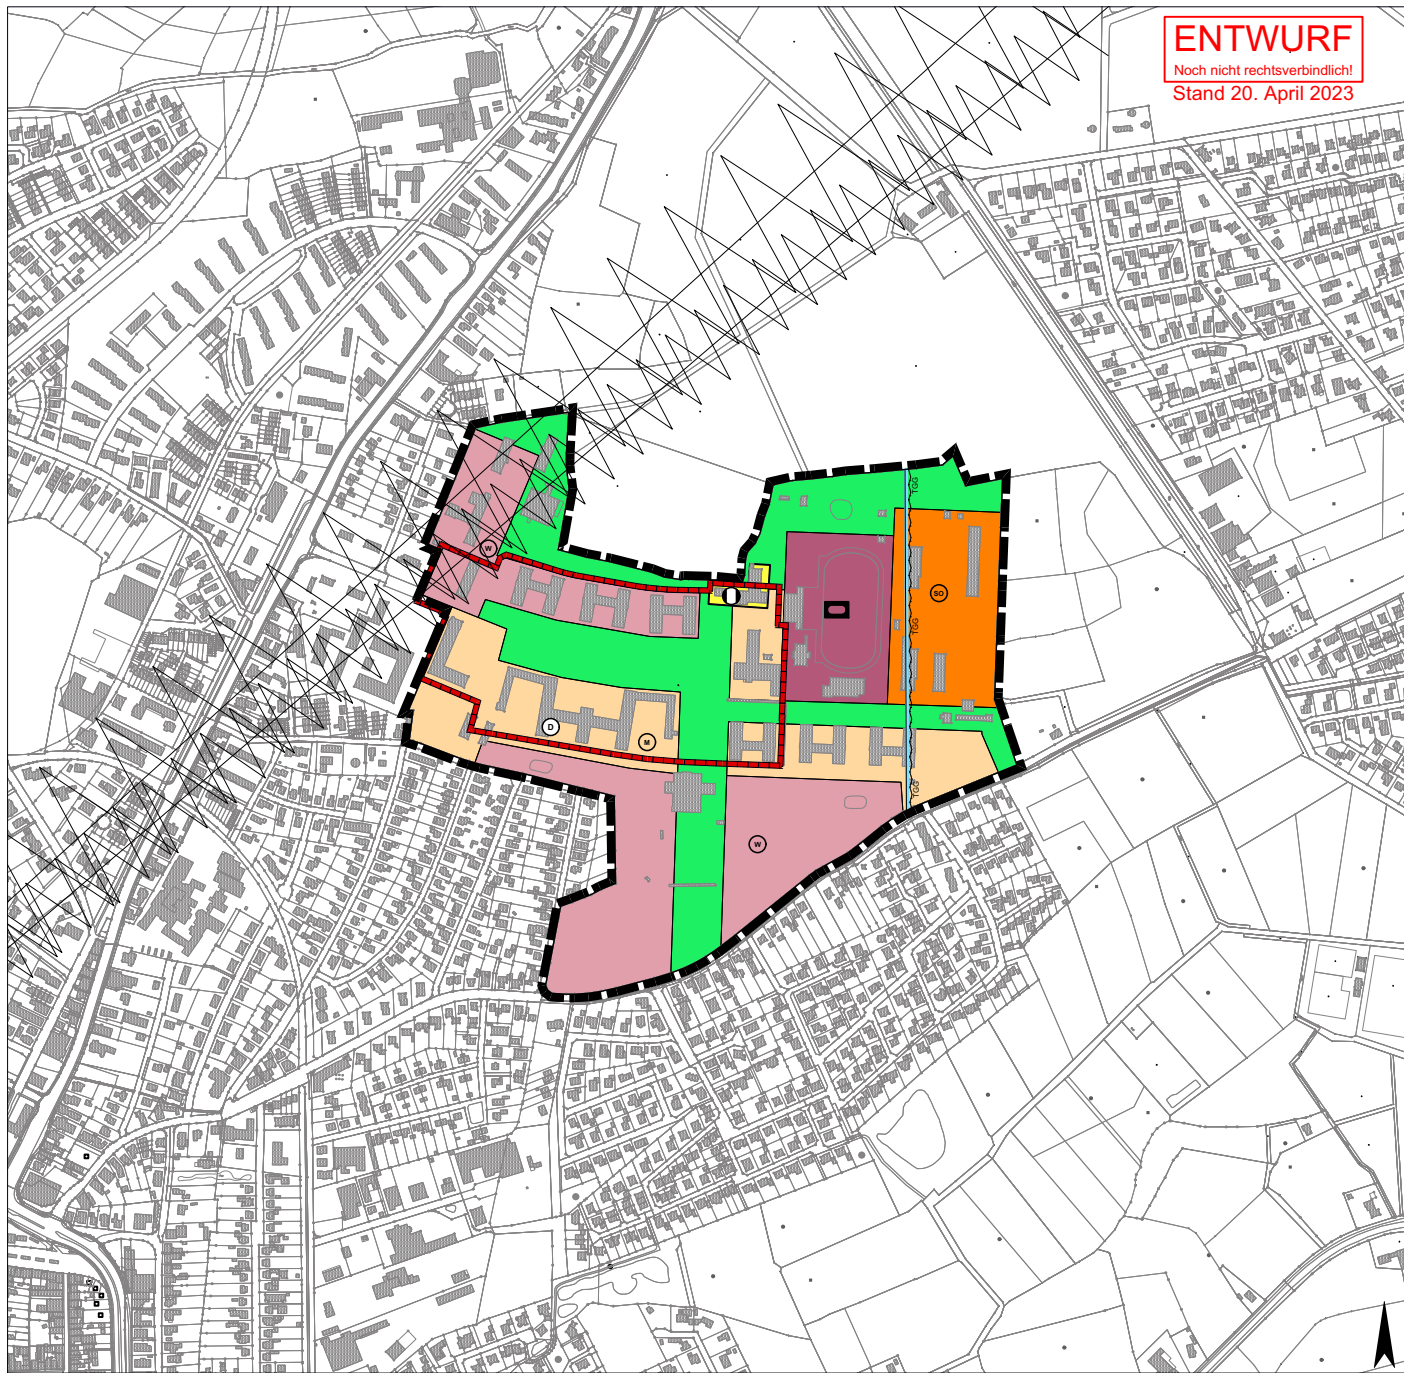 ENTWURF
Noch nicht rechtsverbindlich!
Stand 20. April 2023
TGG
W
SO
TGG
D
M
TGG
W